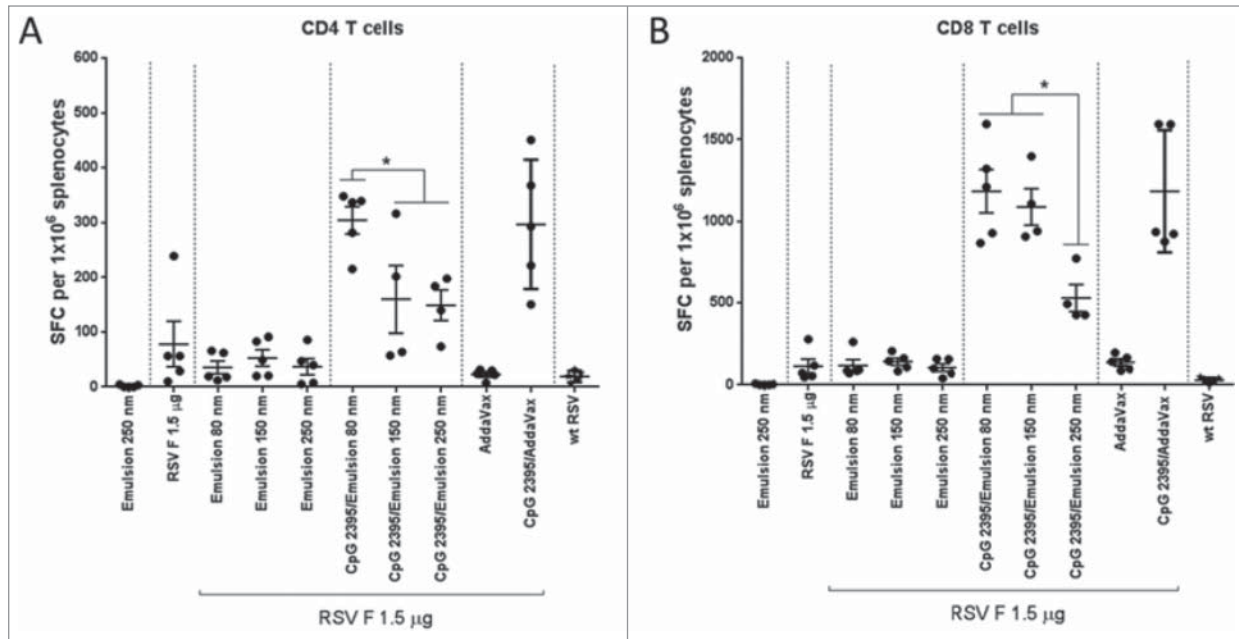 A
CD4 T cells
SFC per 1x10⁶ splenocytes
600
500
400
300
200
100
0
*
Emulsion 250 nm
RSV F 1.5 µg
Emulsion 80 nm
Emulsion 150 nm
Emulsion 250 nm
CpG 2395/Emulsion 80 nm
CpG 2395/Emulsion 150 nm
CpG 2395/Emulsion 250 nm
AddaVax
CpG 2395/AddaVax
wt RSV
RSV F 1.5 µg
B
CD8 T cells
SFC per 1x10⁶ splenocytes
2000
1500
1000
500
0
*
Emulsion 250 nm
RSV F 1.5 µg
Emulsion 80 nm
Emulsion 150 nm
Emulsion 250 nm
CpG 2395/Emulsion 80 nm
CpG 2395/Emulsion 150 nm
CpG 2395/Emulsion 250 nm
AddaVax
CpG 2395/AddaVax
wt RSV
RSV F 1.5 µg